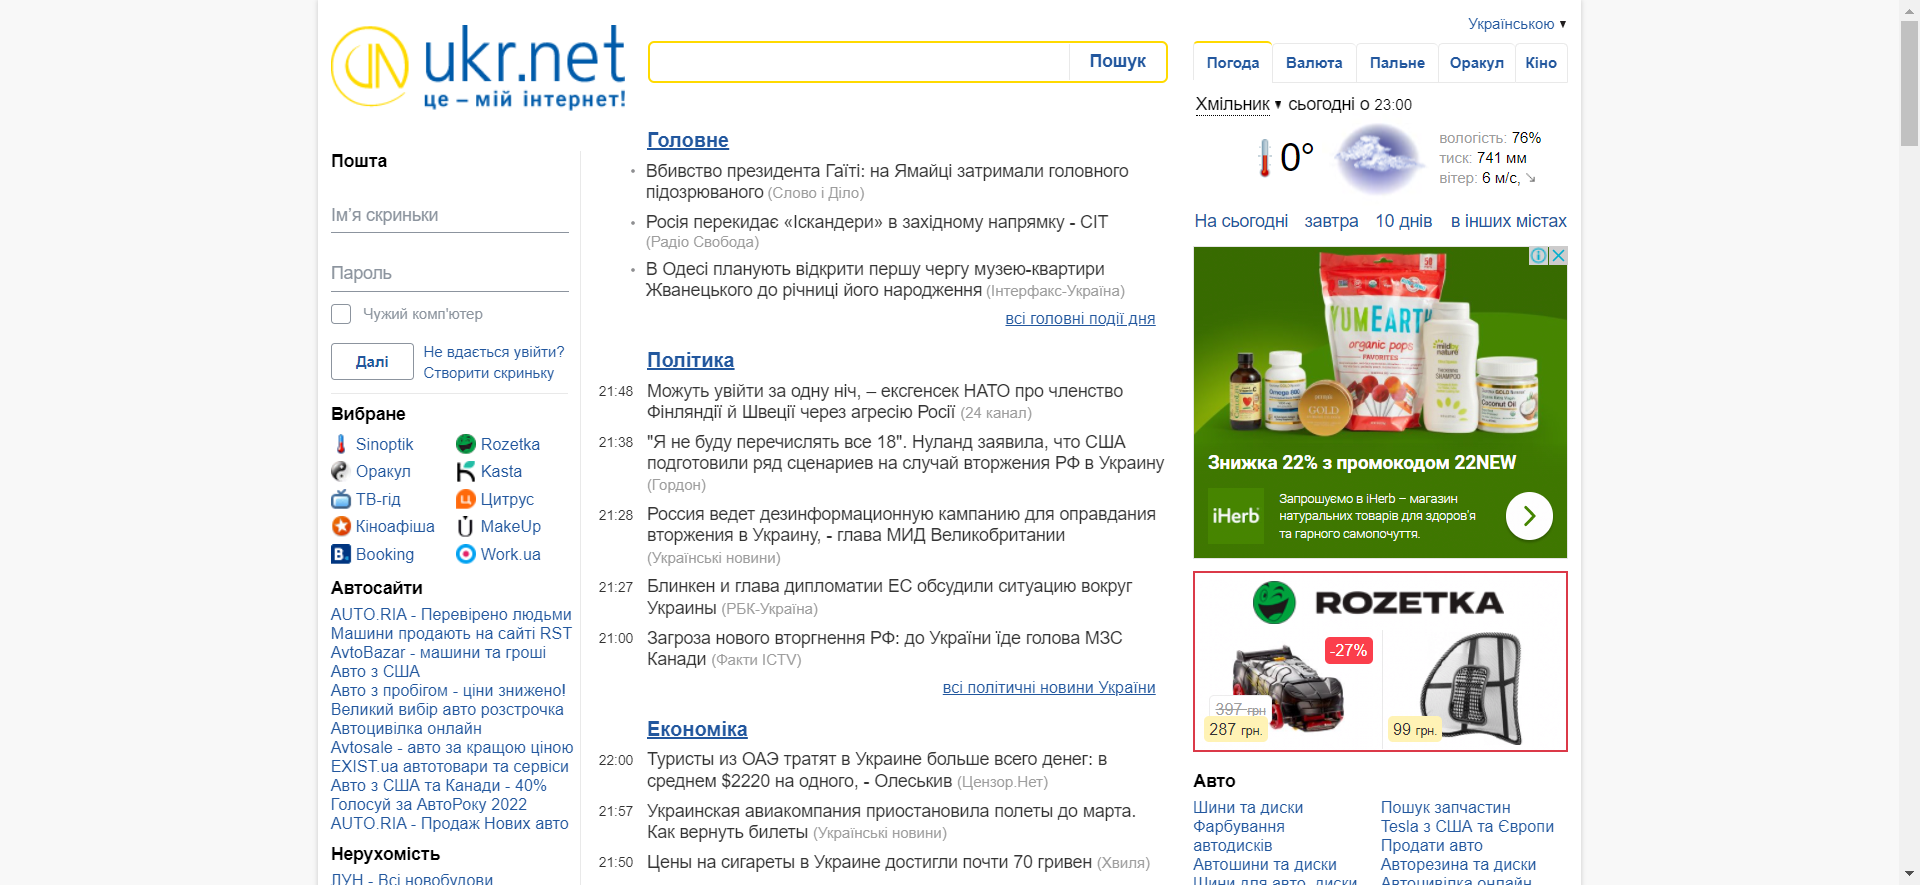 ukr.net
це – мій інтернет!
Пошук
Українською ▼
Погода
Валюта
Пальне
Оракул
Кіно
Хмільник ▼ сьогодні о 23:00
0°
вологість: 76%
тиск: 741 мм
вітер: 6 м/с, ↘
На сьогодні завтра 10 днів в інших містах
Пошта
Ім'я скриньки
Пароль
Чужий комп'ютер
Далі
Не вдається увійти?
Створити скриньку
Вибране
Sinoptik
Rozetka
Оракул
Kasta
ТВ-гід
Цитрус
Кіноафіша
MakeUp
Booking
Work.ua
Автосайти
AUTO.RIA - Перевірено людьми
Машини продають на сайті RST
AvtoBazar - машини та гроші
Авто з США
Авто з пробігом - ціни знижено!
Великий вибір авто розстрочка
Автоцивілка онлайн
Avtosale - авто за кращою ціною
EXIST.ua автотовари та сервіси
Авто з США та Канади - 40%
Голосуй за АвтоРоку 2022
AUTO.RIA - Продаж Нових авто
Нерухомість
ЛУН - Всі новобудови
Головне
Вбивство президента Гаїті: на Ямайці затримали головного
підозрюваного (Слово і Діло)
Росія перекидає «Іскандери» в західному напрямку - CIT
(Радіо Свобода)
В Одесі планують відкрити першу чергу музею-квартири
Жванецького до річниці його народження (Інтерфакс-Україна)
всі головні події дня
Політика
21:48 Можуть увійти за одну ніч, – ексгенсек НАТО про членство
Фінляндії й Швеції через агресію Росії (24 канал)
21:38 "Я не буду перечислять все 18". Нуланд заявила, что США
подготовили ряд сценариев на случай вторжения РФ в Украину
(Гордон)
21:28 Россия ведет дезинформационную кампанию для оправдания
вторжения в Украину, - глава МИД Великобритании
(Українські новини)
21:27 Блинкен и глава дипломатии ЕС обсудили ситуацию вокруг
Украины (РБК-Україна)
21:00 Загроза нового вторгнення РФ: до України їде голова МЗС
Канади (Факти ICTV)
всі політичні новини України
Економіка
22:00 Туристы из ОАЭ тратят в Украине больше всего денег: в
среднем $2220 на одного, - Олеськив (Цензор.Нет)
21:57 Украинская авиакомпания приостановила полеты до марта.
Как вернуть билеты (Українські новини)
21:50 Цены на сигареты в Украине достигли почти 70 гривен (Хвиля)
YUMEARTH
organic pops
FAVORITES
mild by
nature
SHAMPOO
Omega 800
GOLD
Coconut Oil
Знижка 22% з промокодом 22NEW
iHerb
Запрошуємо в iHerb – магазин
натуральних товарів для здоров'я
та гарного самопочуття.
ROZETKA
-27%
397 грн
287 грн.
99 грн.
Авто
Шини та диски
Фарбування
автодисків
Автошини та диски
Шини для авто, диски
Пошук запчастин
Tesla з США та Європи
Продати авто
Авторезина та диски
Автоцивілка онлайн